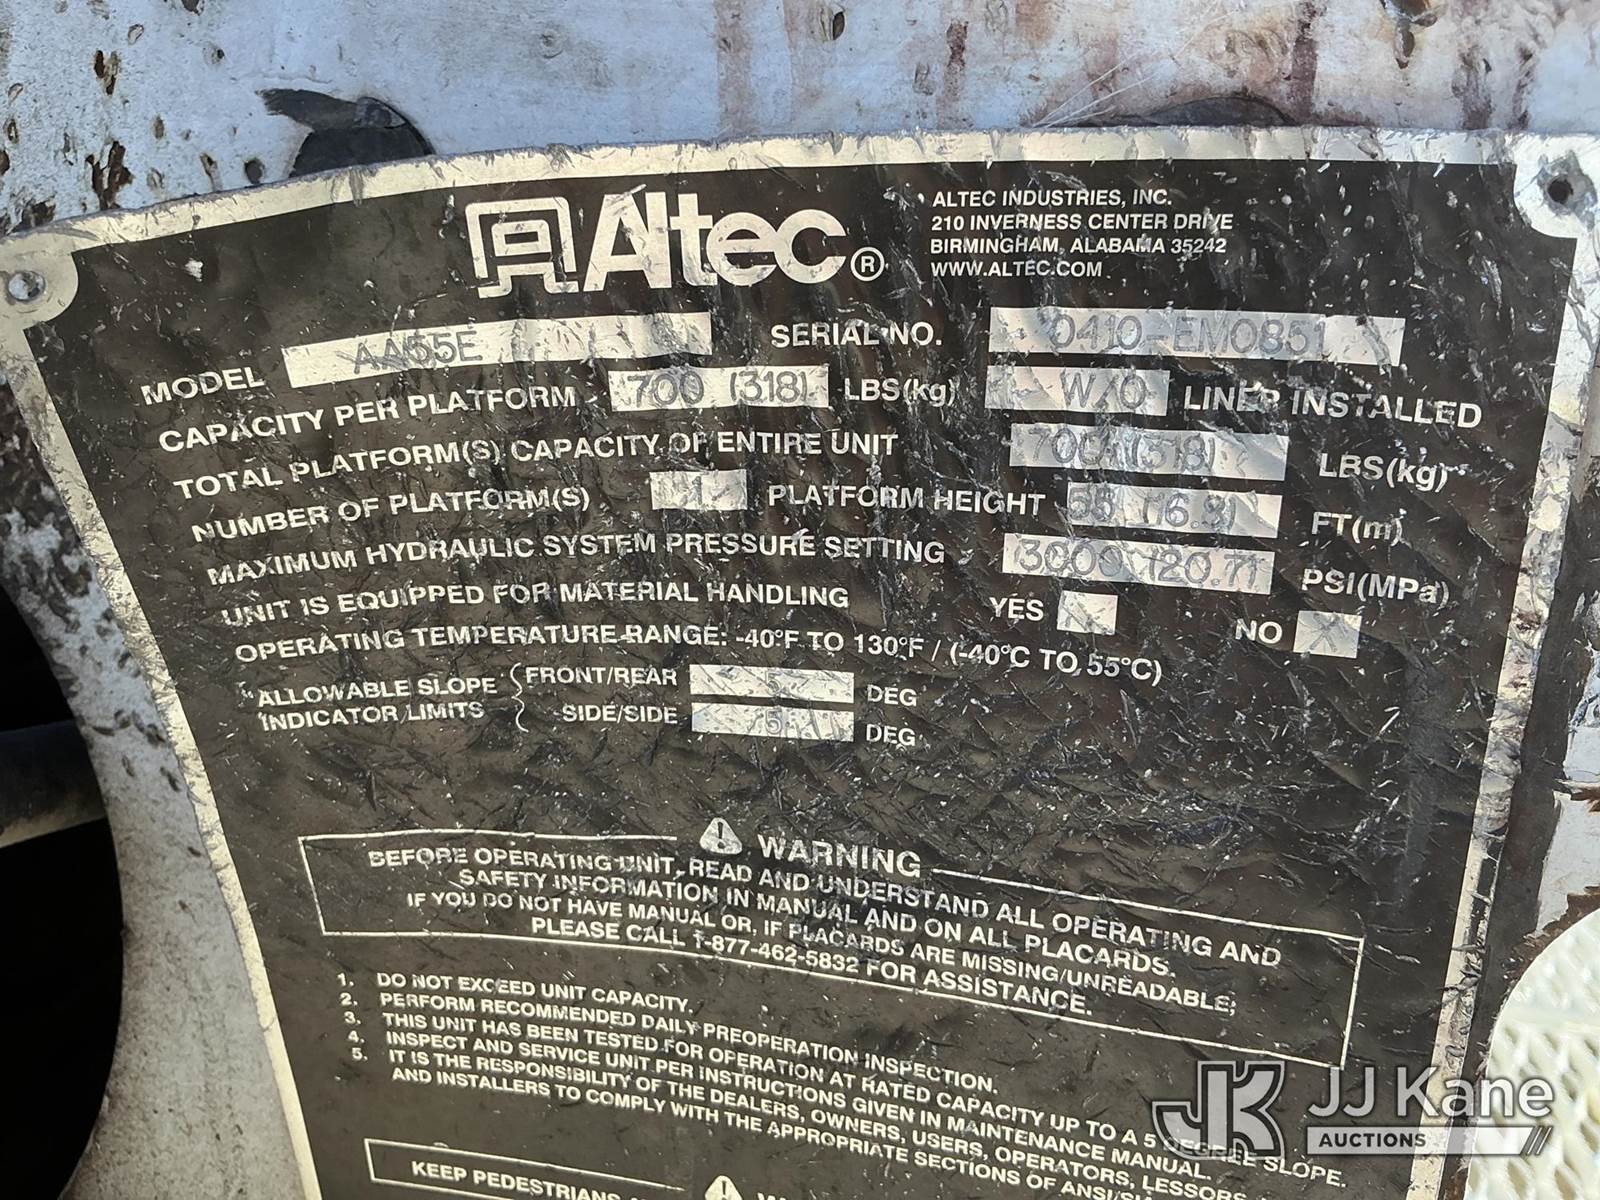 Altec®
ALTEC INDUSTRIES, INC.
210 INVERNESS CENTER DRIVE
BIRMINGHAM, ALABAMA 35242
WWW.ALTEC.COM
MODEL AA55E SERIAL NO. 0410-EM0851
CAPACITY PER PLATFORM 700 (318) LBS(kg) W/O LINER INSTALLED
TOTAL PLATFORM(S) CAPACITY OF ENTIRE UNIT 700 (318) LBS(kg)
NUMBER OF PLATFORM(S) 1 PLATFORM HEIGHT 55 (16.8) FT(m)
MAXIMUM HYDRAULIC SYSTEM PRESSURE SETTING 3000 (20.7) PSI(MPa)
UNIT IS EQUIPPED FOR MATERIAL HANDLING YES NO X
OPERATING TEMPERATURE RANGE: -40°F TO 130°F / (-40°C TO 55°C)
ALLOWABLE SLOPE FRONT/REAR 5 DEG
INDICATOR LIMITS SIDE/SIDE 5 DEG
WARNING
BEFORE OPERATING UNIT, READ AND UNDERSTAND ALL OPERATING AND
SAFETY INFORMATION IN MANUAL AND ON ALL PLACARDS.
IF YOU DO NOT HAVE MANUAL OR, IF PLACARDS ARE MISSING/UNREADABLE;
PLEASE CALL 1-877-462-5832 FOR ASSISTANCE.
1. DO NOT EXCEED UNIT CAPACITY.
2. PERFORM RECOMMENDED DAILY PREOPERATION INSPECTION.
3. THIS UNIT HAS BEEN TESTED FOR OPERATION AT RATED CAPACITY UP TO A 5 DEGREE SLOPE.
4. INSPECT AND SERVICE UNIT PER INSTRUCTIONS GIVEN IN MAINTENANCE MANUAL.
5. IT IS THE RESPONSIBILITY OF THE DEALERS, OWNERS, USERS, OPERATORS, LESSORS,
AND INSTALLERS TO COMPLY WITH THE APPROPRIATE SECTIONS OF
KEEP PEDESTRIANS
JK JJ Kane
AUCTIONS